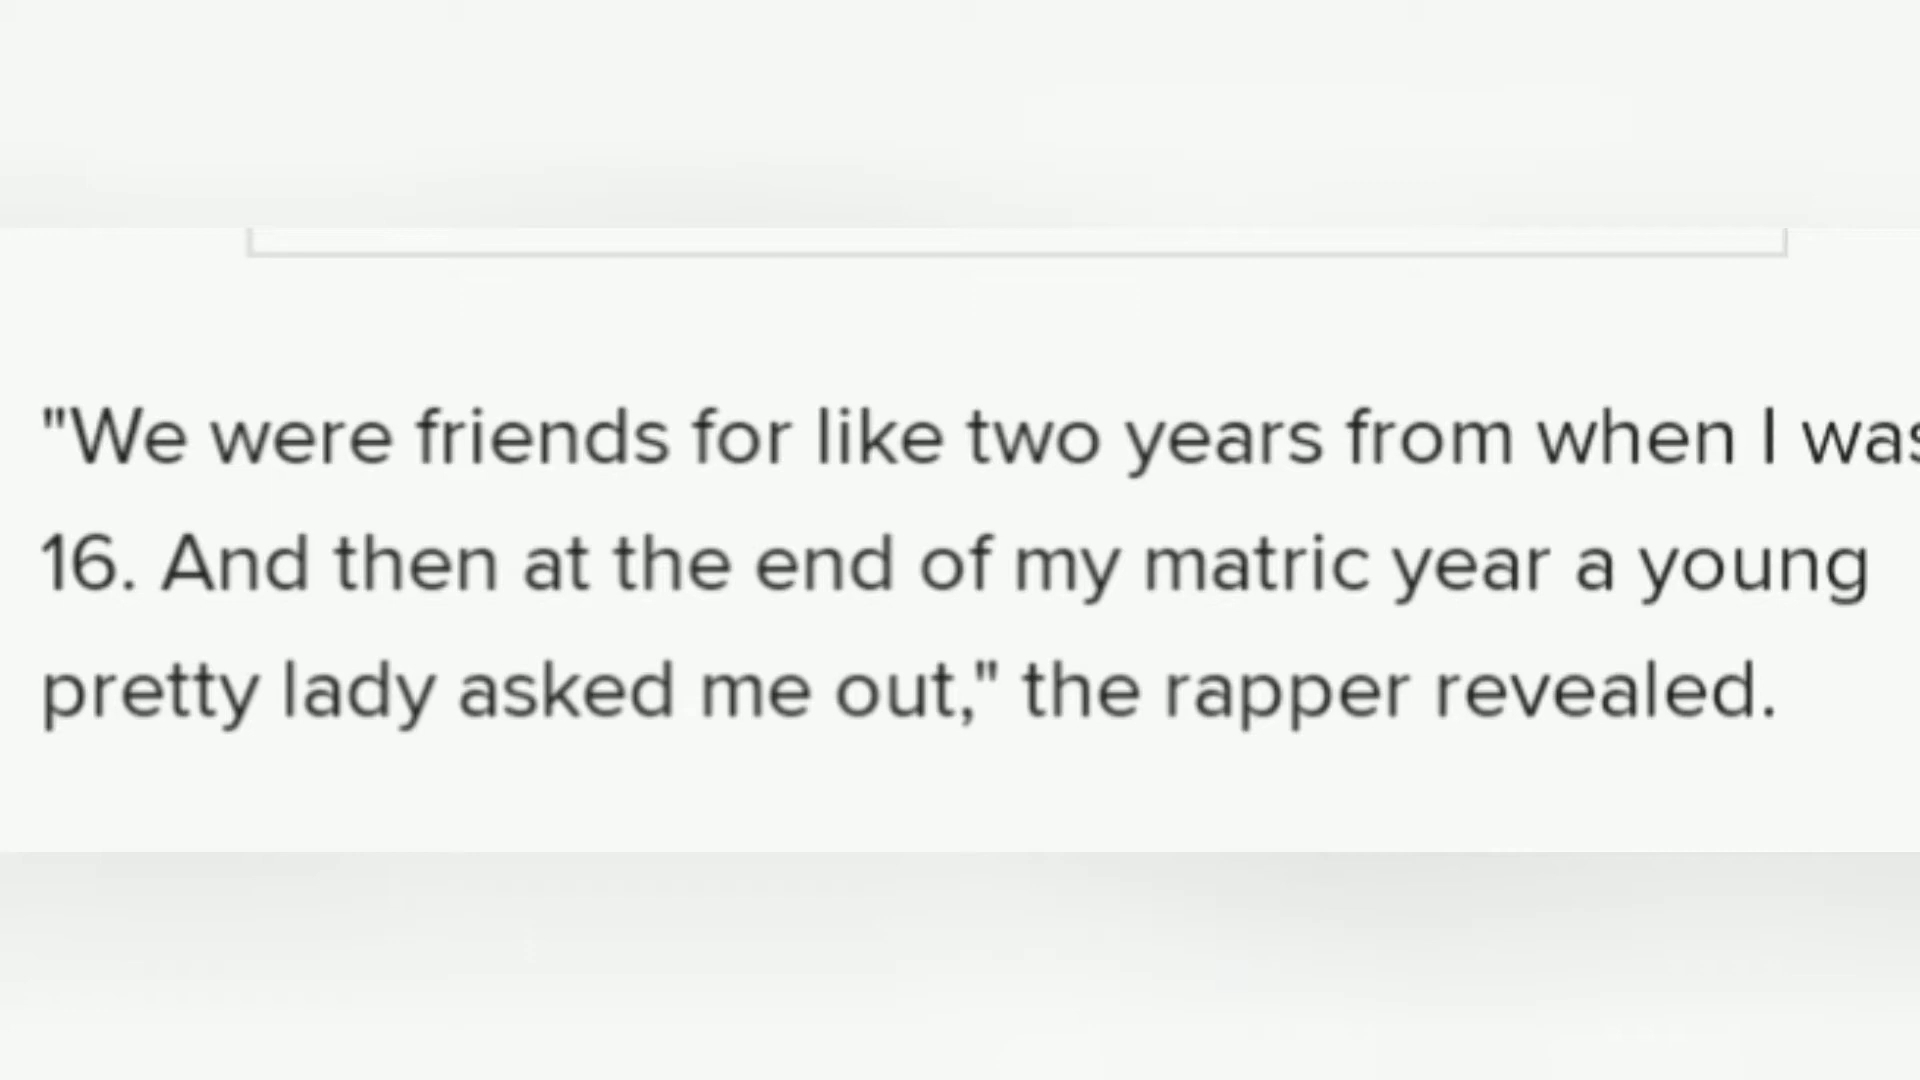 "We were friends for like two years from when I was
16. And then at the end of my matric year a young
pretty lady asked me out," the rapper revealed.